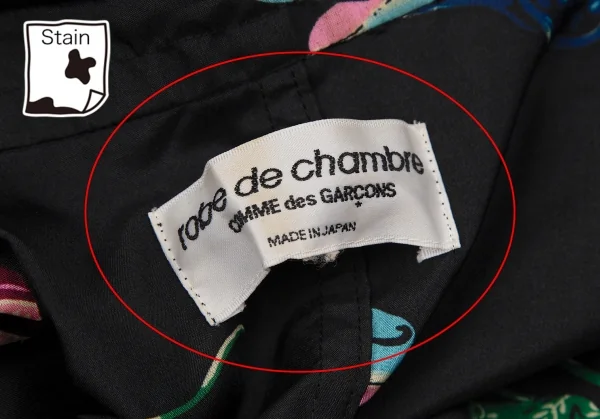 Stain
robe de chambre
COMME des GARÇONS
MADE IN JAPAN